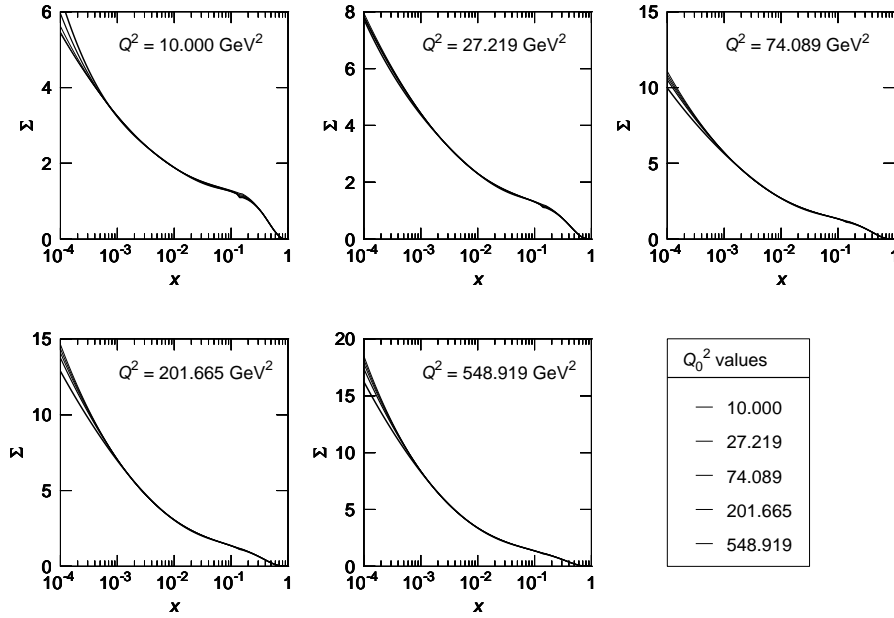 Q² = 10.000 GeV²
6
4
2
0
Σ
10⁻⁴ 10⁻³ 10⁻² 10⁻¹ 1
x
Q² = 27.219 GeV²
8
6
4
2
0
Σ
10⁻⁴ 10⁻³ 10⁻² 10⁻¹ 1
x
Q² = 74.089 GeV²
15
10
5
0
Σ
10⁻⁴ 10⁻³ 10⁻² 10⁻¹ 1
x
Q² = 201.665 GeV²
15
10
5
0
Σ
10⁻⁴ 10⁻³ 10⁻² 10⁻¹ 1
x
Q² = 548.919 GeV²
20
15
10
5
0
Σ
10⁻⁴ 10⁻³ 10⁻² 10⁻¹ 1
x
Q₀² values
10.000
27.219
74.089
201.665
548.919